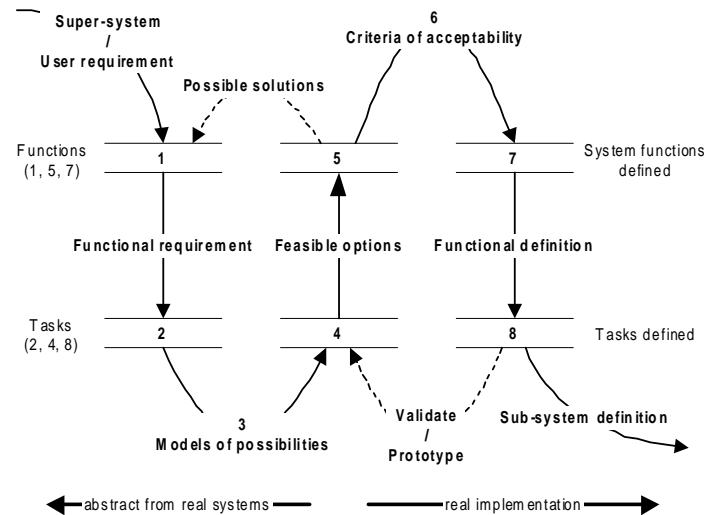 Super-system
/
User requirement
6
Criteria of acceptability
Possible solutions
Functions
(1, 5, 7)
1
5
7
System functions
defined
Functional requirement
Feasible options
Functional definition
Tasks
(2, 4, 8)
2
4
8
Tasks defined
3
Models of possibilities
Validate
/
Prototype
Sub-system definition
abstract from real systems
real implementation